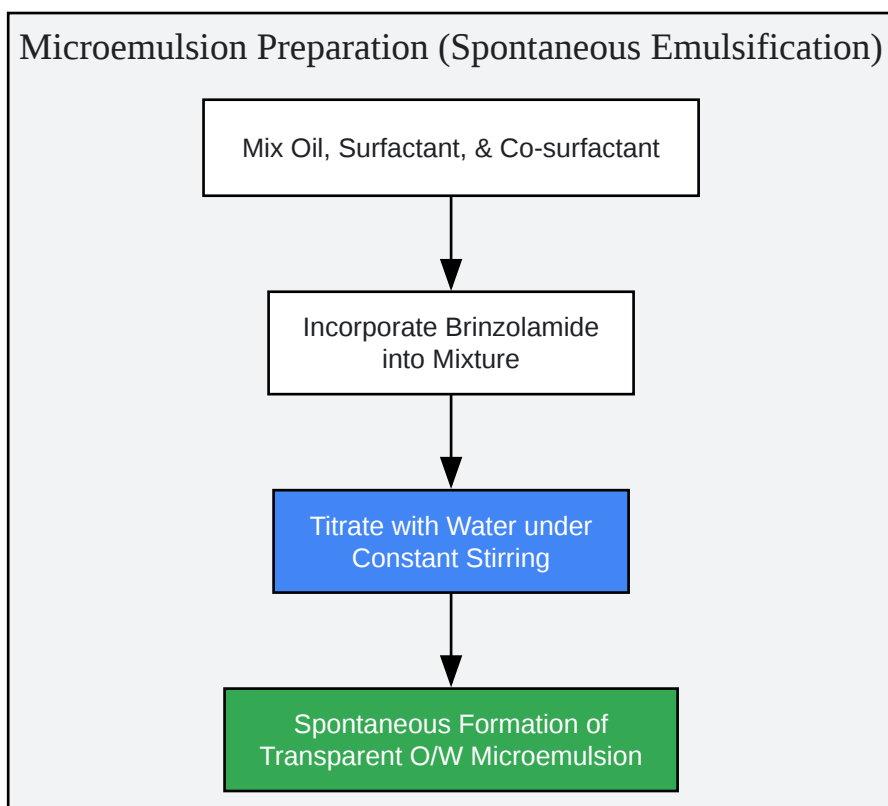 Microemulsion Preparation (Spontaneous Emulsification)
Mix Oil, Surfactant, & Co-surfactant
Incorporate Brinzolamide
into Mixture
Titrate with Water under
Constant Stirring
Spontaneous Formation of
Transparent O/W Microemulsion